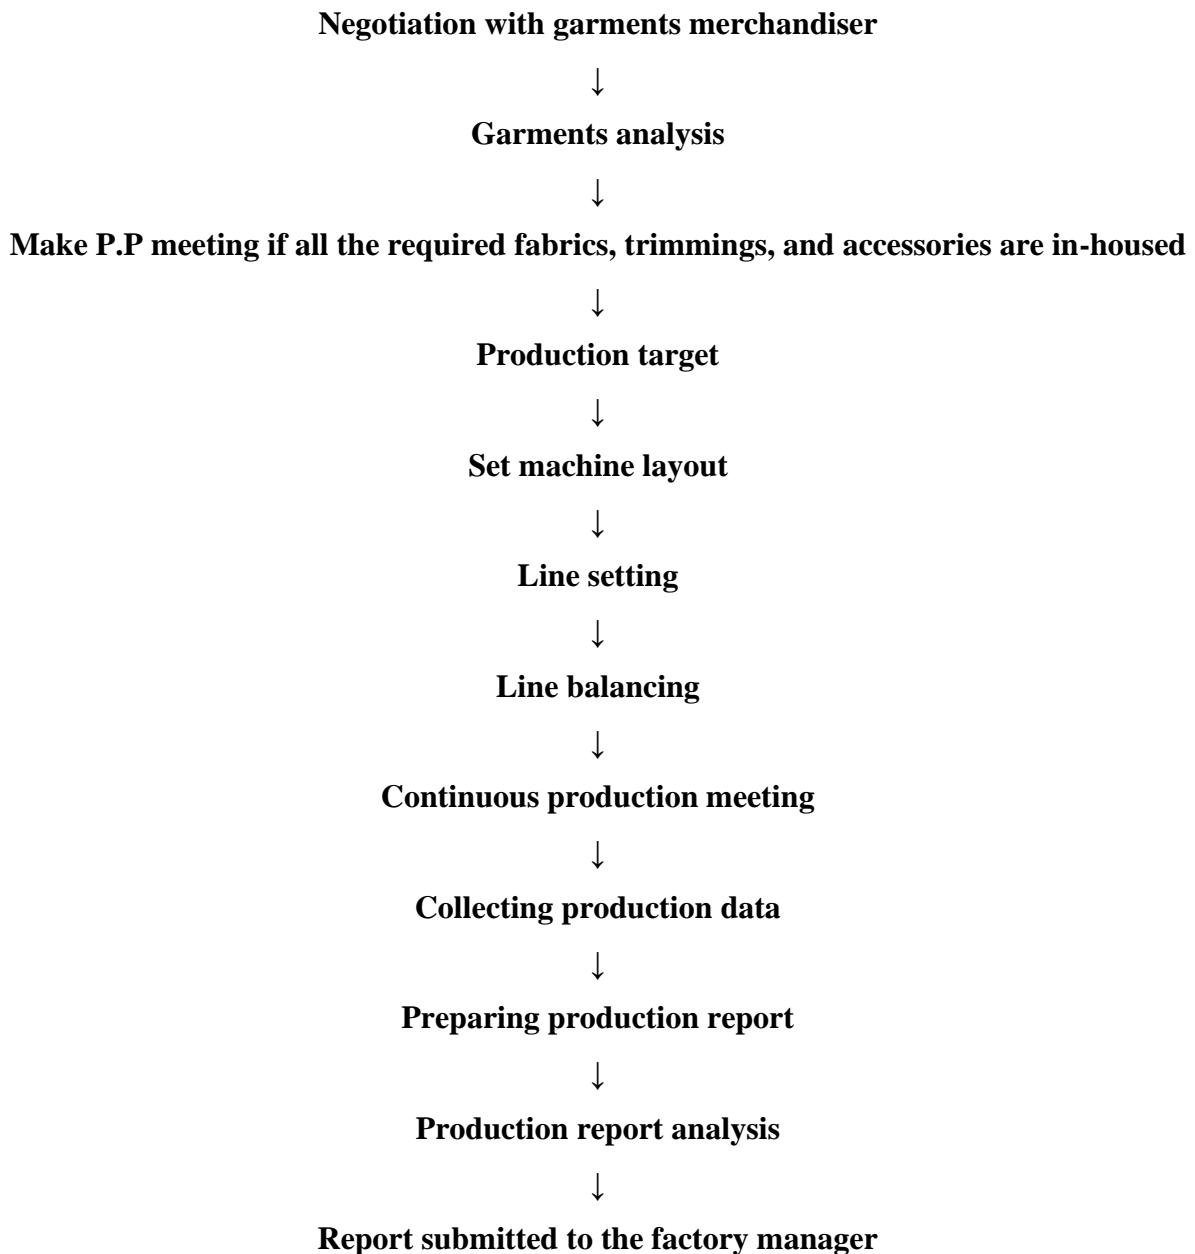 Negotiation with garments merchandiser
↓
Garments analysis
↓
Make P.P meeting if all the required fabrics, trimmings, and accessories are in-housed
↓
Production target
↓
Set machine layout
↓
Line setting
↓
Line balancing
↓
Continuous production meeting
↓
Collecting production data
↓
Preparing production report
↓
Production report analysis
↓
Report submitted to the factory manager